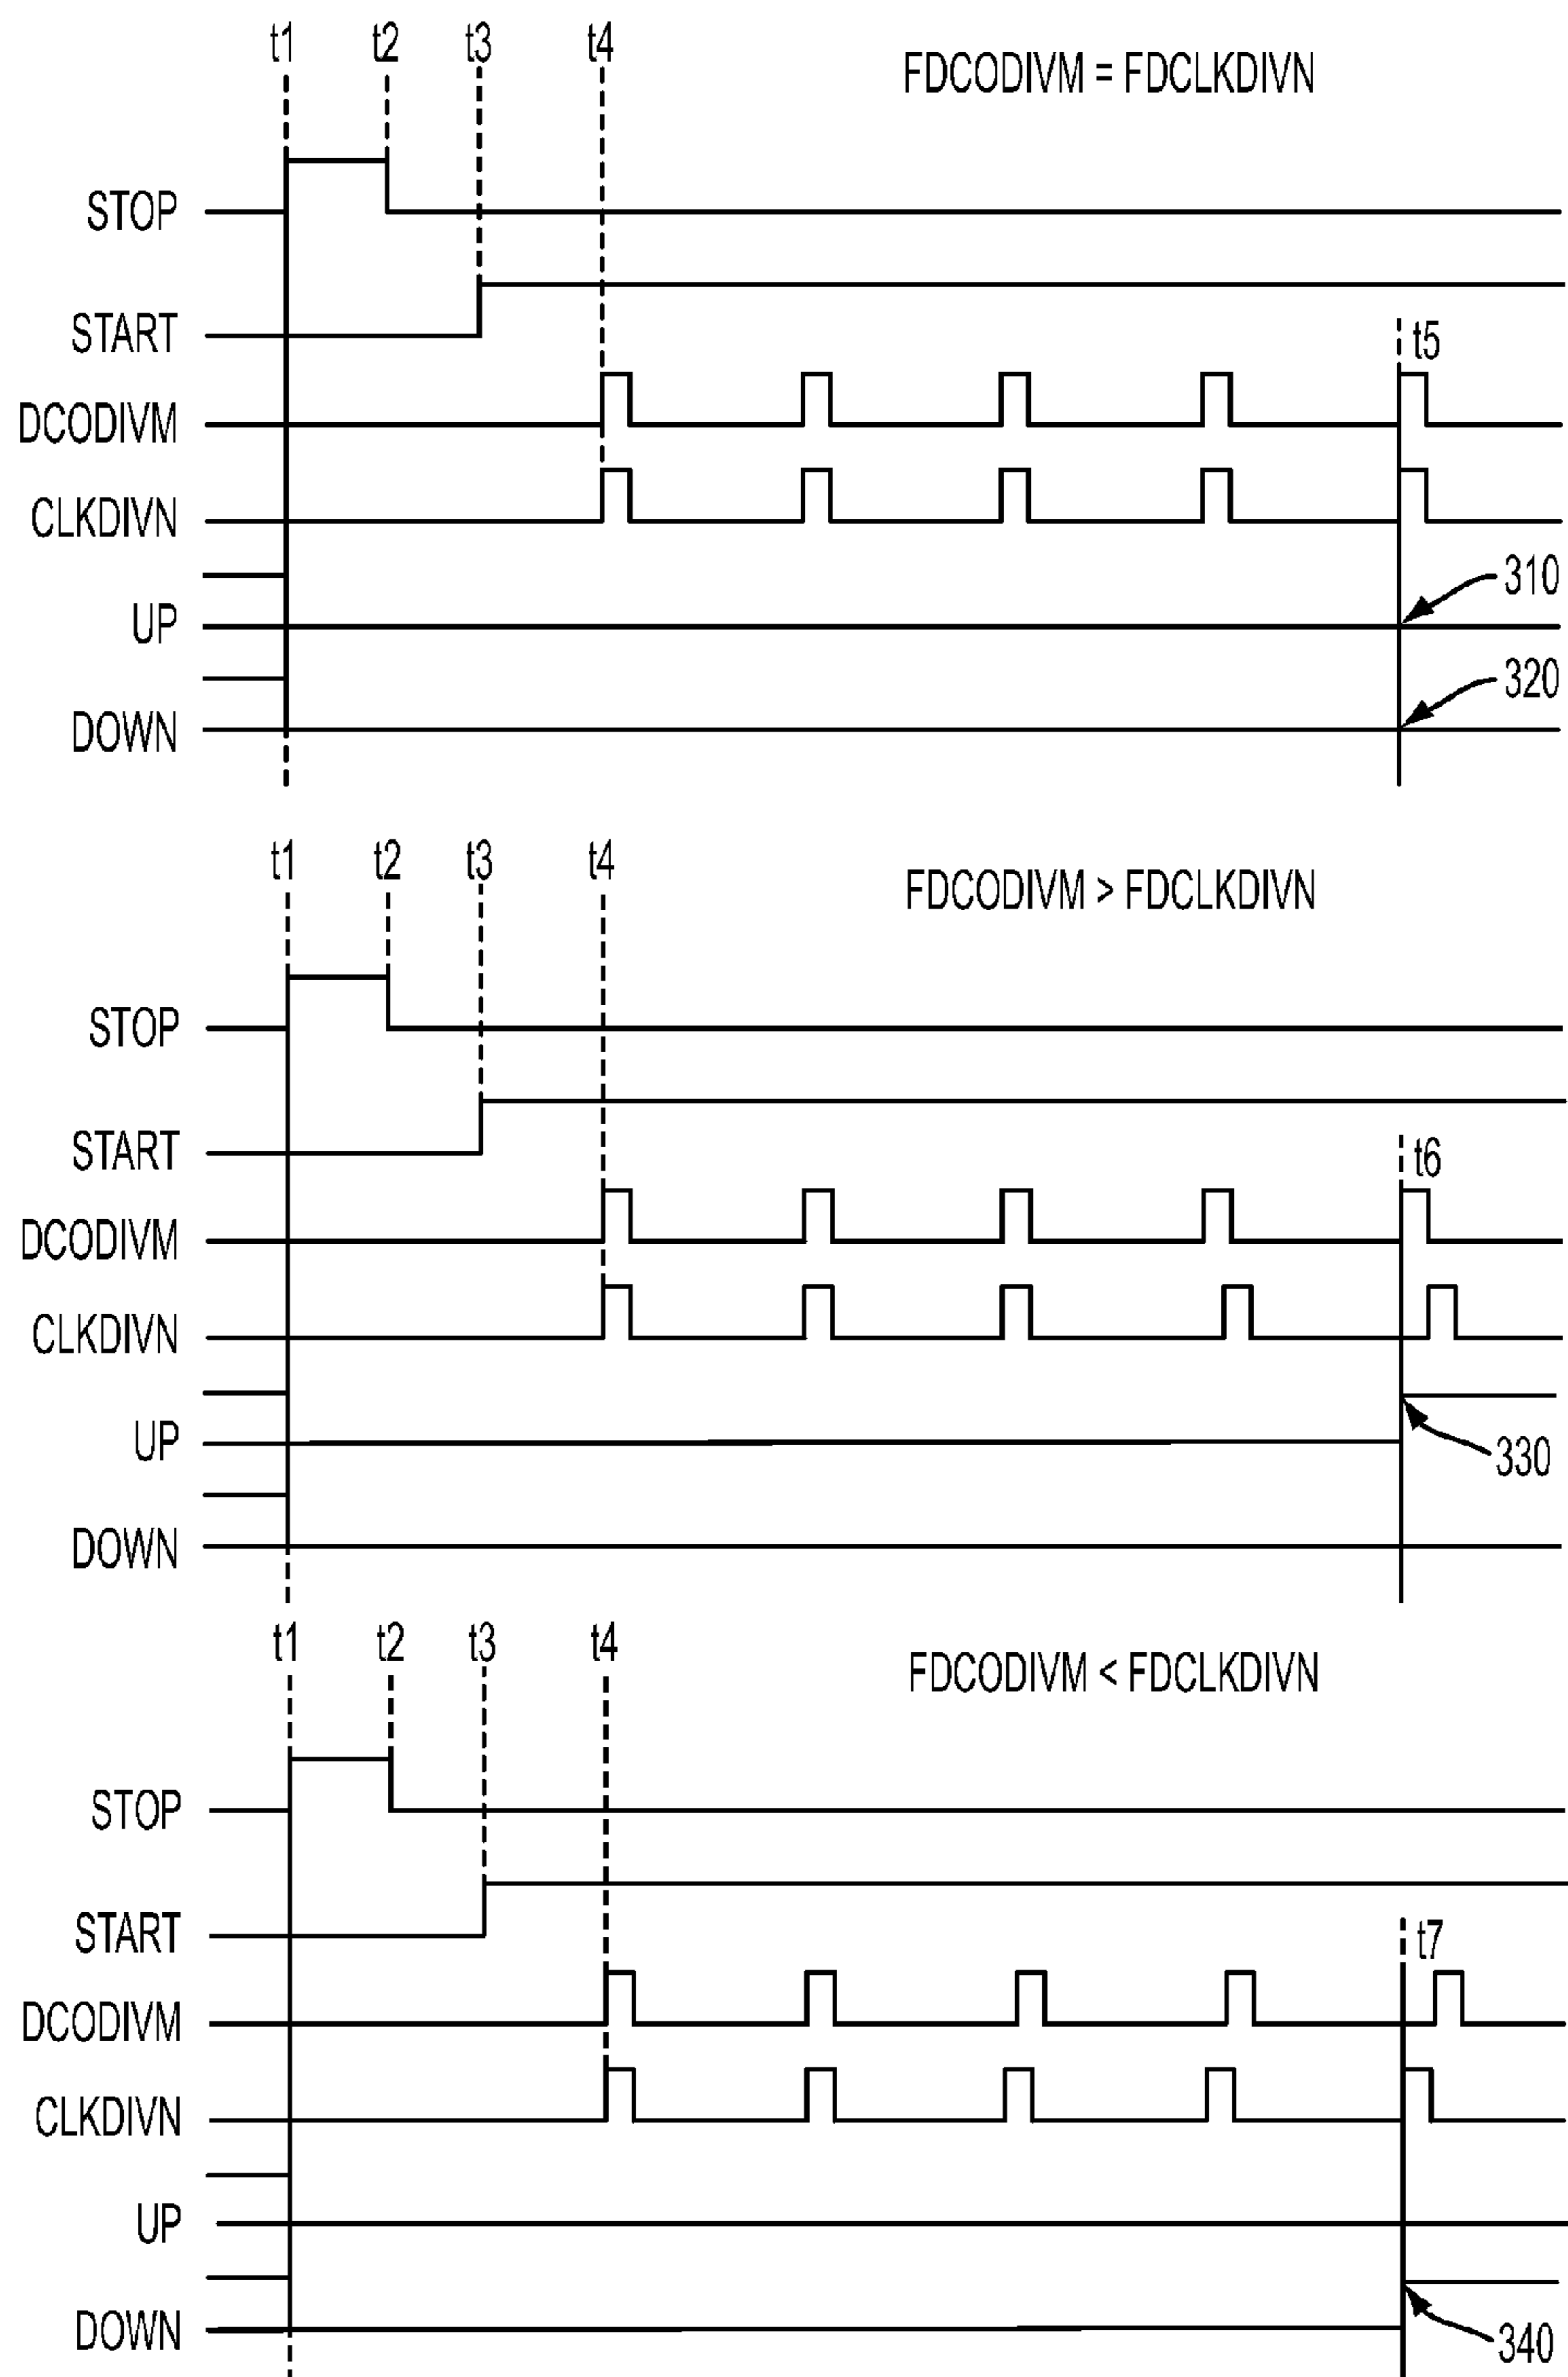 t1 t2 t3 t4
FDCODIVM = FDCLKDIVN
STOP
START
t5
DCODIVM
CLKDIVN
310
UP
320
DOWN
t1 t2 t3 t4
FDCODIVM > FDCLKDIVN
STOP
START
t6
DCODIVM
CLKDIVN
UP
330
DOWN
t1 t2 t3 t4
FDCODIVM < FDCLKDIVN
STOP
START
t7
DCODIVM
CLKDIVN
UP
DOWN
340